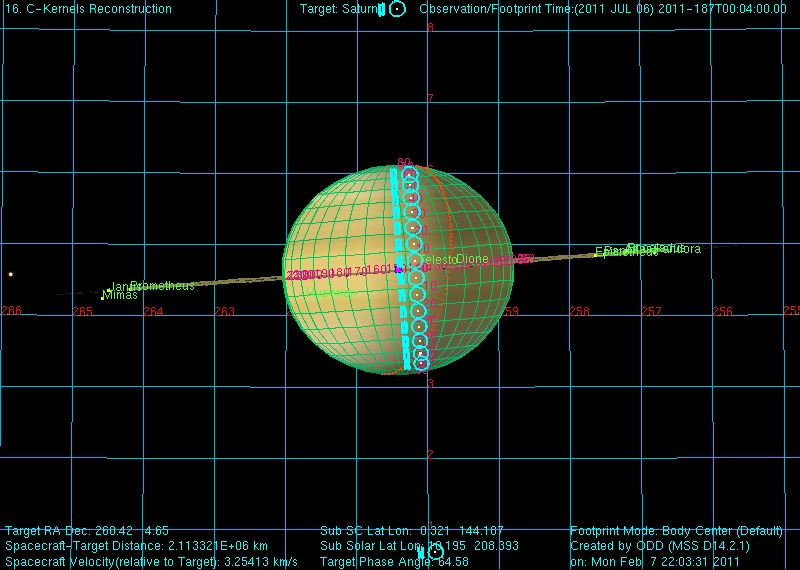 16. C-Kernels Reconstruction
Target: Saturn
Observation/Footprint Time:(2011 JUL 06) 2011-187T00:04:00.00
8
7
80
Telesto Dione
Epimetheus
Prometheus
Mimas
266
265
264
263
259
257
256
255
3
2
Target RA Dec: 260.42 4.65
Sub SC Lat Lon: 0.321 144.187
Footprint Mode: Body Center (Default)
Spacecraft-Target Distance: 2.113321E+06 km
Sub Solar Lat Lon: 10.195 208.393
Created by ODD (MSS D14.2.1)
Spacecraft Velocity(relative to Target): 3.25413 km/s
Target Phase Angle: 64.58
on: Mon Feb 7 22:03:31 2011